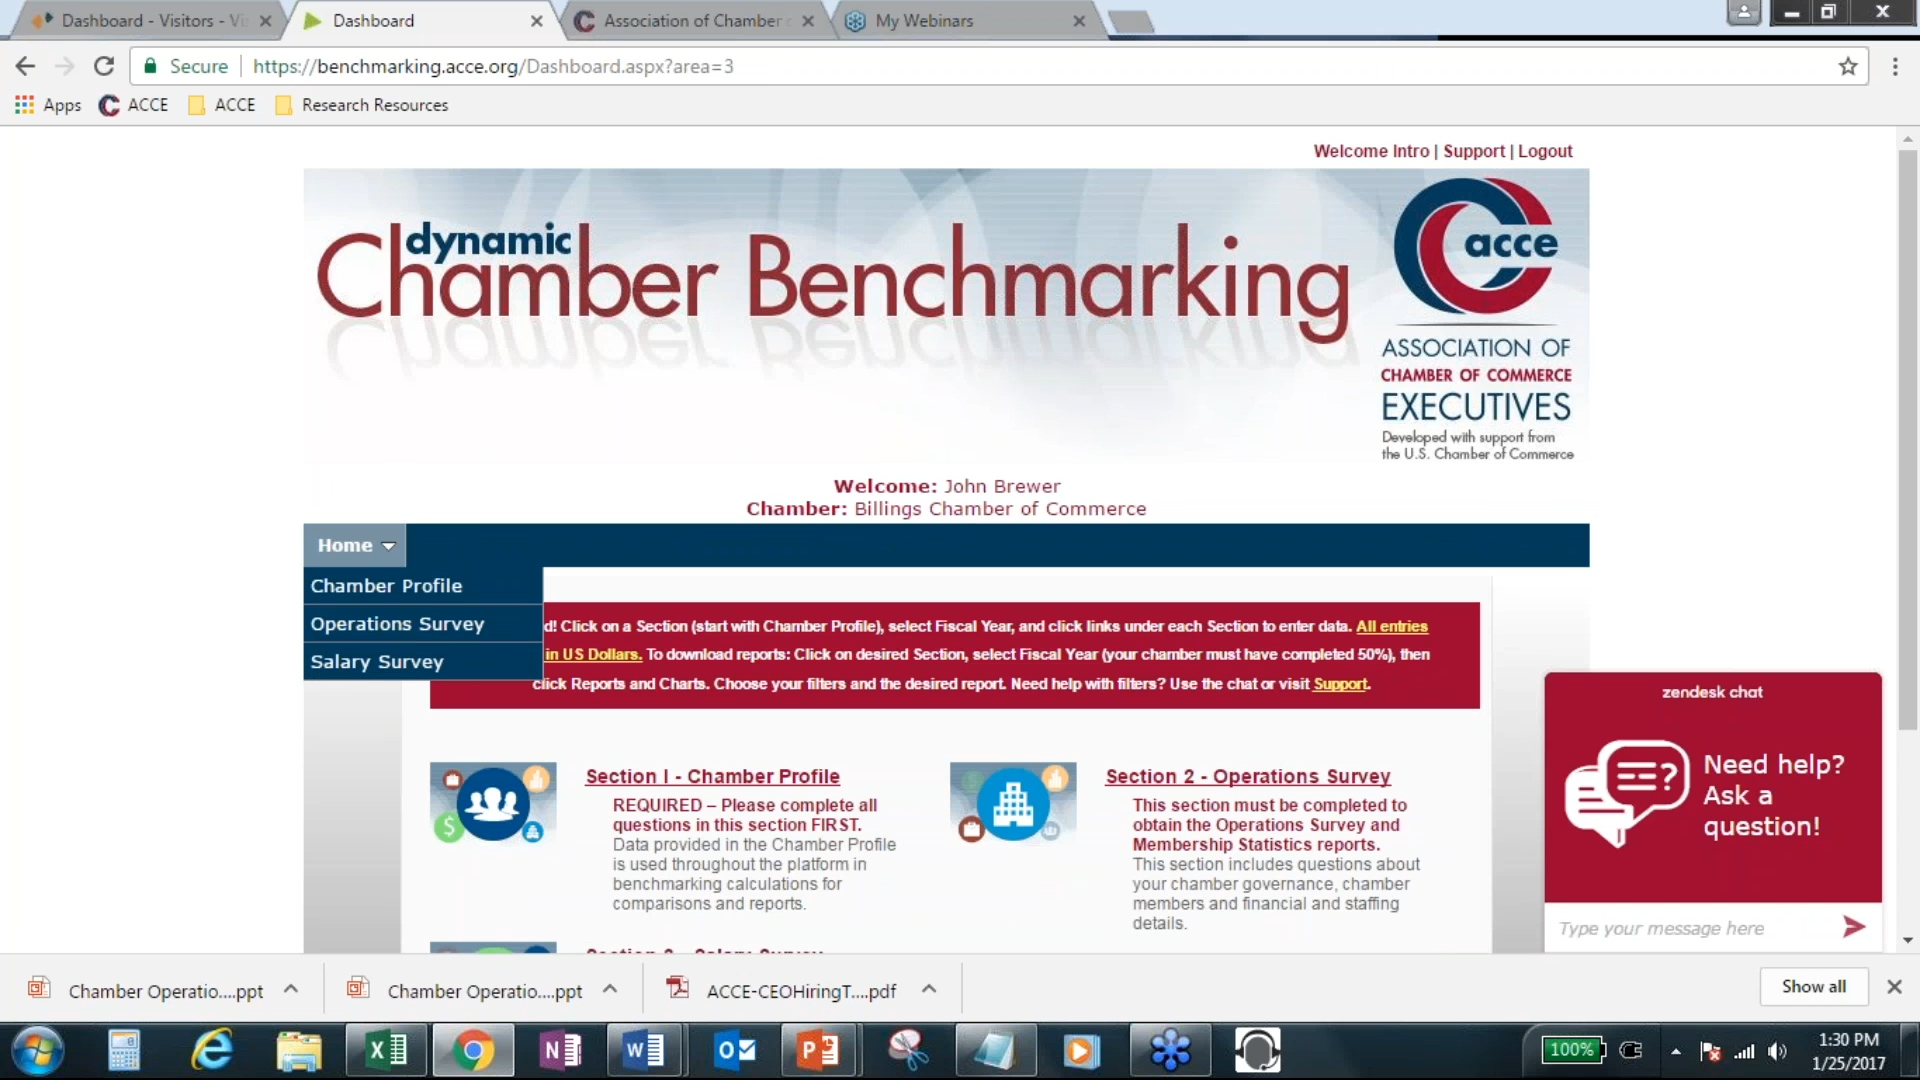 Dashboard - Visitors - Vi
Dashboard
Association of Chamber
My Webinars
Secure
https://benchmarking.acce.org/Dashboard.aspx?area=3
Apps
ACCE
ACCE
Research Resources
Welcome Intro | Support | Logout
dynamic
Chamber Benchmarking
acce
ASSOCIATION OF
CHAMBER OF COMMERCE
EXECUTIVES
Developed with support from
the U.S. Chamber of Commerce
Welcome: John Brewer
Chamber: Billings Chamber of Commerce
Home
Chamber Profile
Operations Survey
Salary Survey
d! Click on a Section (start with Chamber Profile), select Fiscal Year, and click links under each Section to enter data. All entries
in US Dollars. To download reports: Click on desired Section, select Fiscal Year (your chamber must have completed 50%), then
click Reports and Charts. Choose your filters and the desired report. Need help with filters? Use the chat or visit Support.
Section I - Chamber Profile
REQUIRED – Please complete all
questions in this section FIRST.
Data provided in the Chamber Profile
is used throughout the platform in
benchmarking calculations for
comparisons and reports.
Section 2 - Operations Survey
This section must be completed to
obtain the Operations Survey and
Membership Statistics reports.
This section includes questions about
your chamber governance, chamber
members and financial and staffing
details.
zendesk chat
Need help?
Ask a
question!
Type your message here
Chamber Operatio....ppt
Chamber Operatio....ppt
ACCE-CEOHiringT....pdf
Show all
100%
1:30 PM
1/25/2017